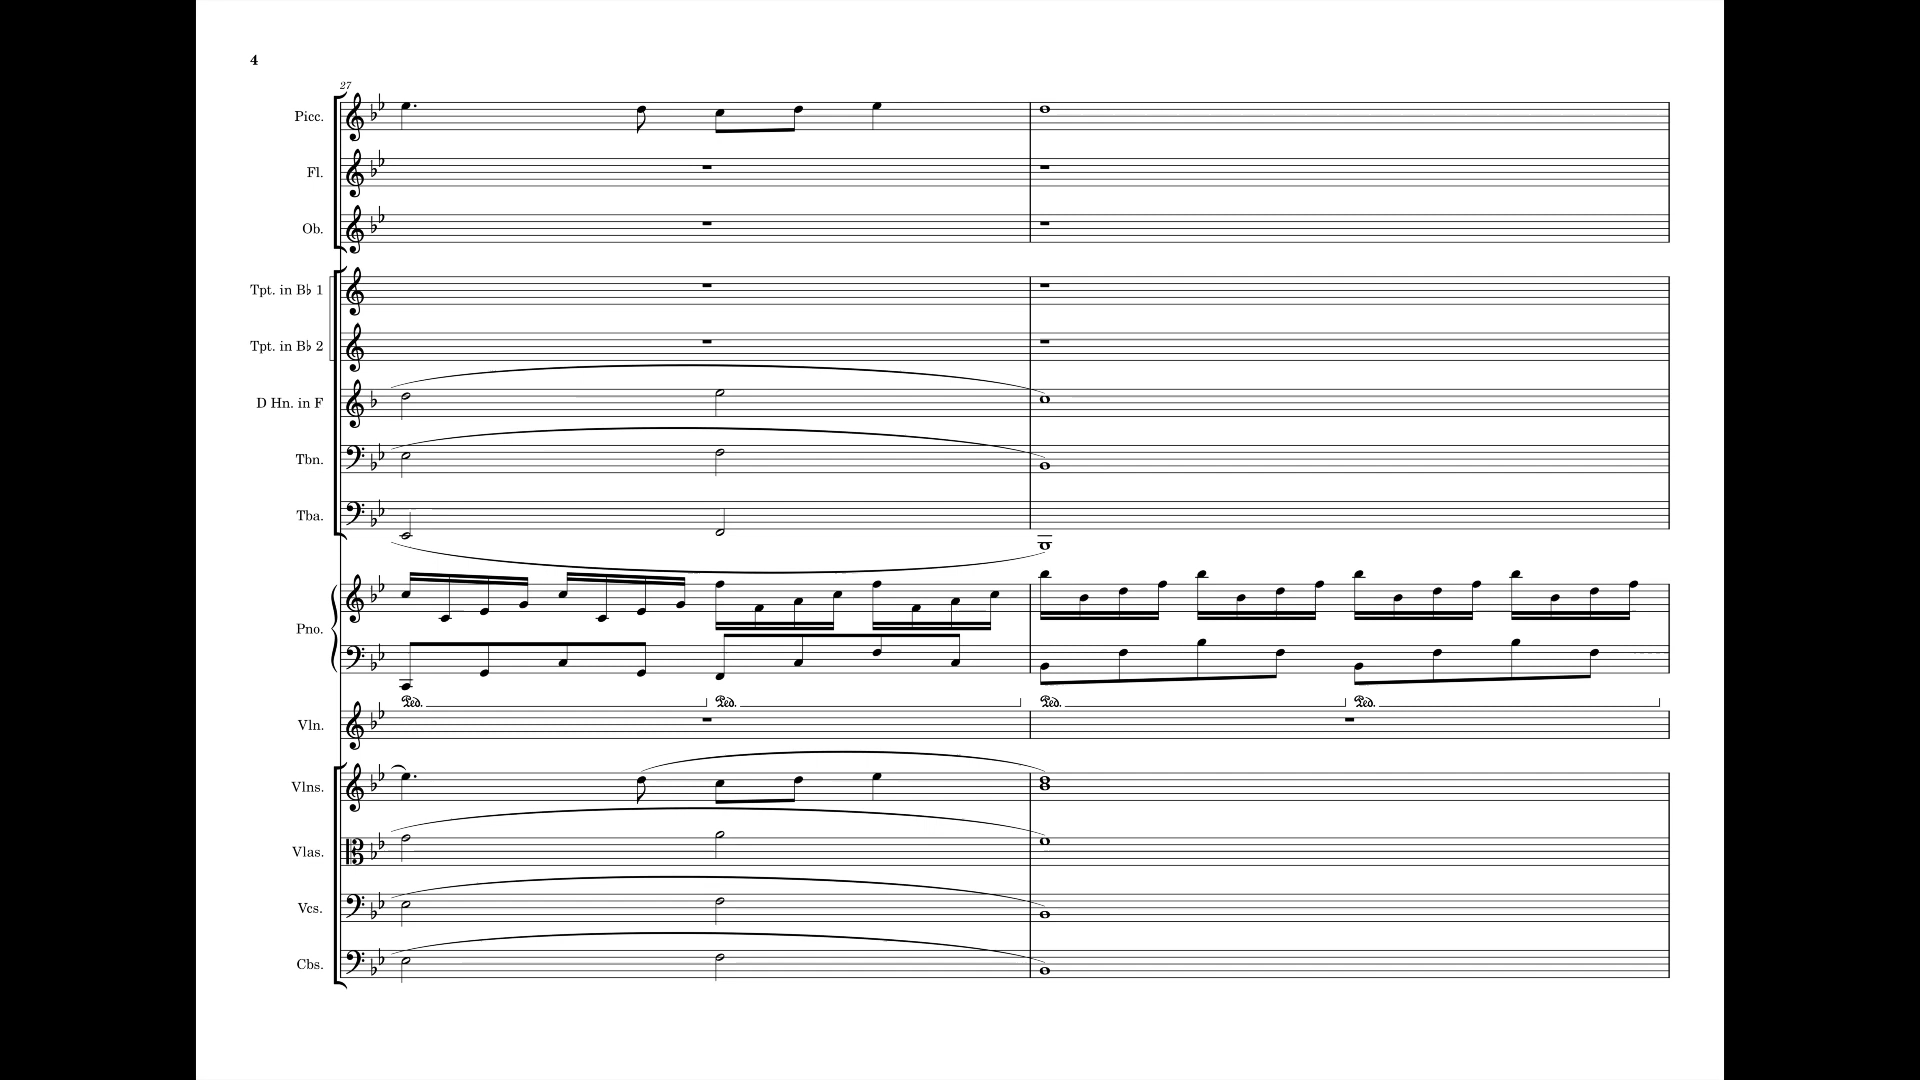 4
27
Picc.
Fl.
Ob.
Tpt. in B♭ 1
Tpt. in B♭ 2
D Hn. in F
Tbn.
Tba.
Pno.
Ped. Ped. Ped. Ped.
Vln.
Vlns.
Vlas.
Vcs.
Cbs.